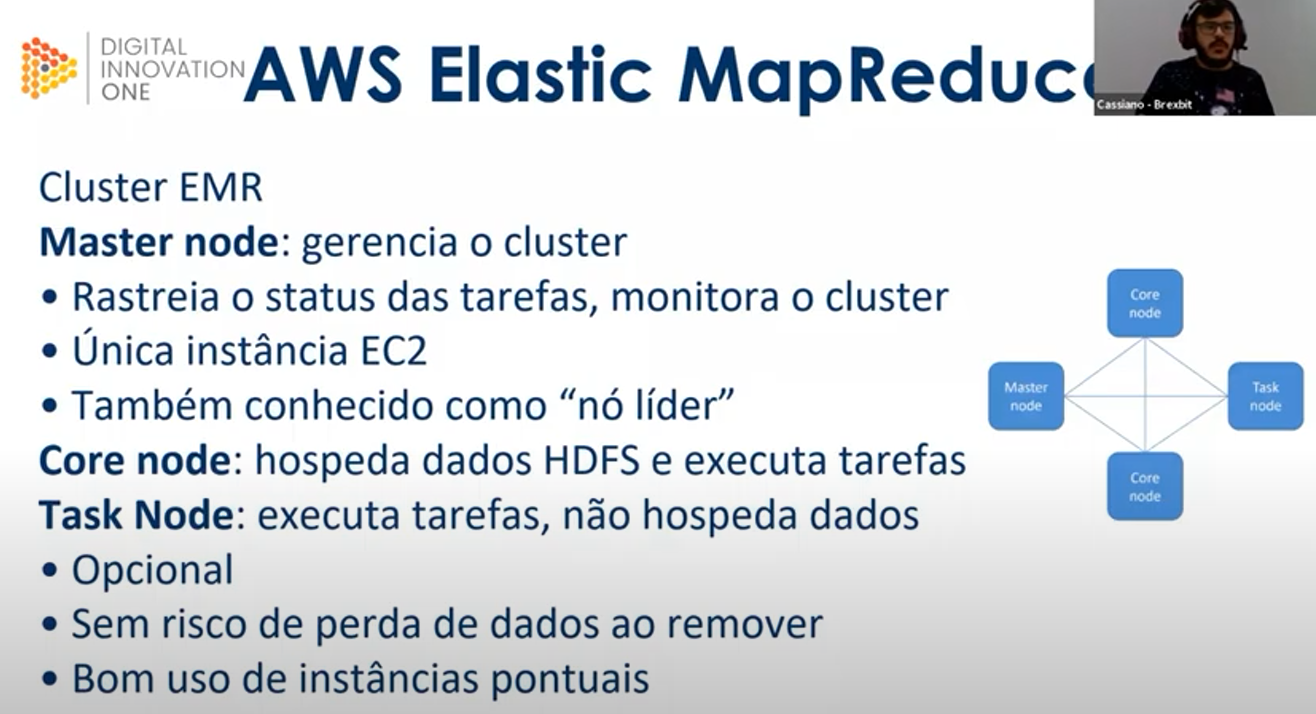 DIGITAL
INNOVATION
ONE
AWS Elastic MapReduce
Cassiano - Brexbit
Cluster EMR
Master node: gerencia o cluster
• Rastreia o status das tarefas, monitora o cluster
• Única instância EC2
• Também conhecido como “nó líder”
Core node: hospeda dados HDFS e executa tarefas
Task Node: executa tarefas, não hospeda dados
• Opcional
• Sem risco de perda de dados ao remover
• Bom uso de instâncias pontuais
Core
node
Master
node
Task
node
Core
node